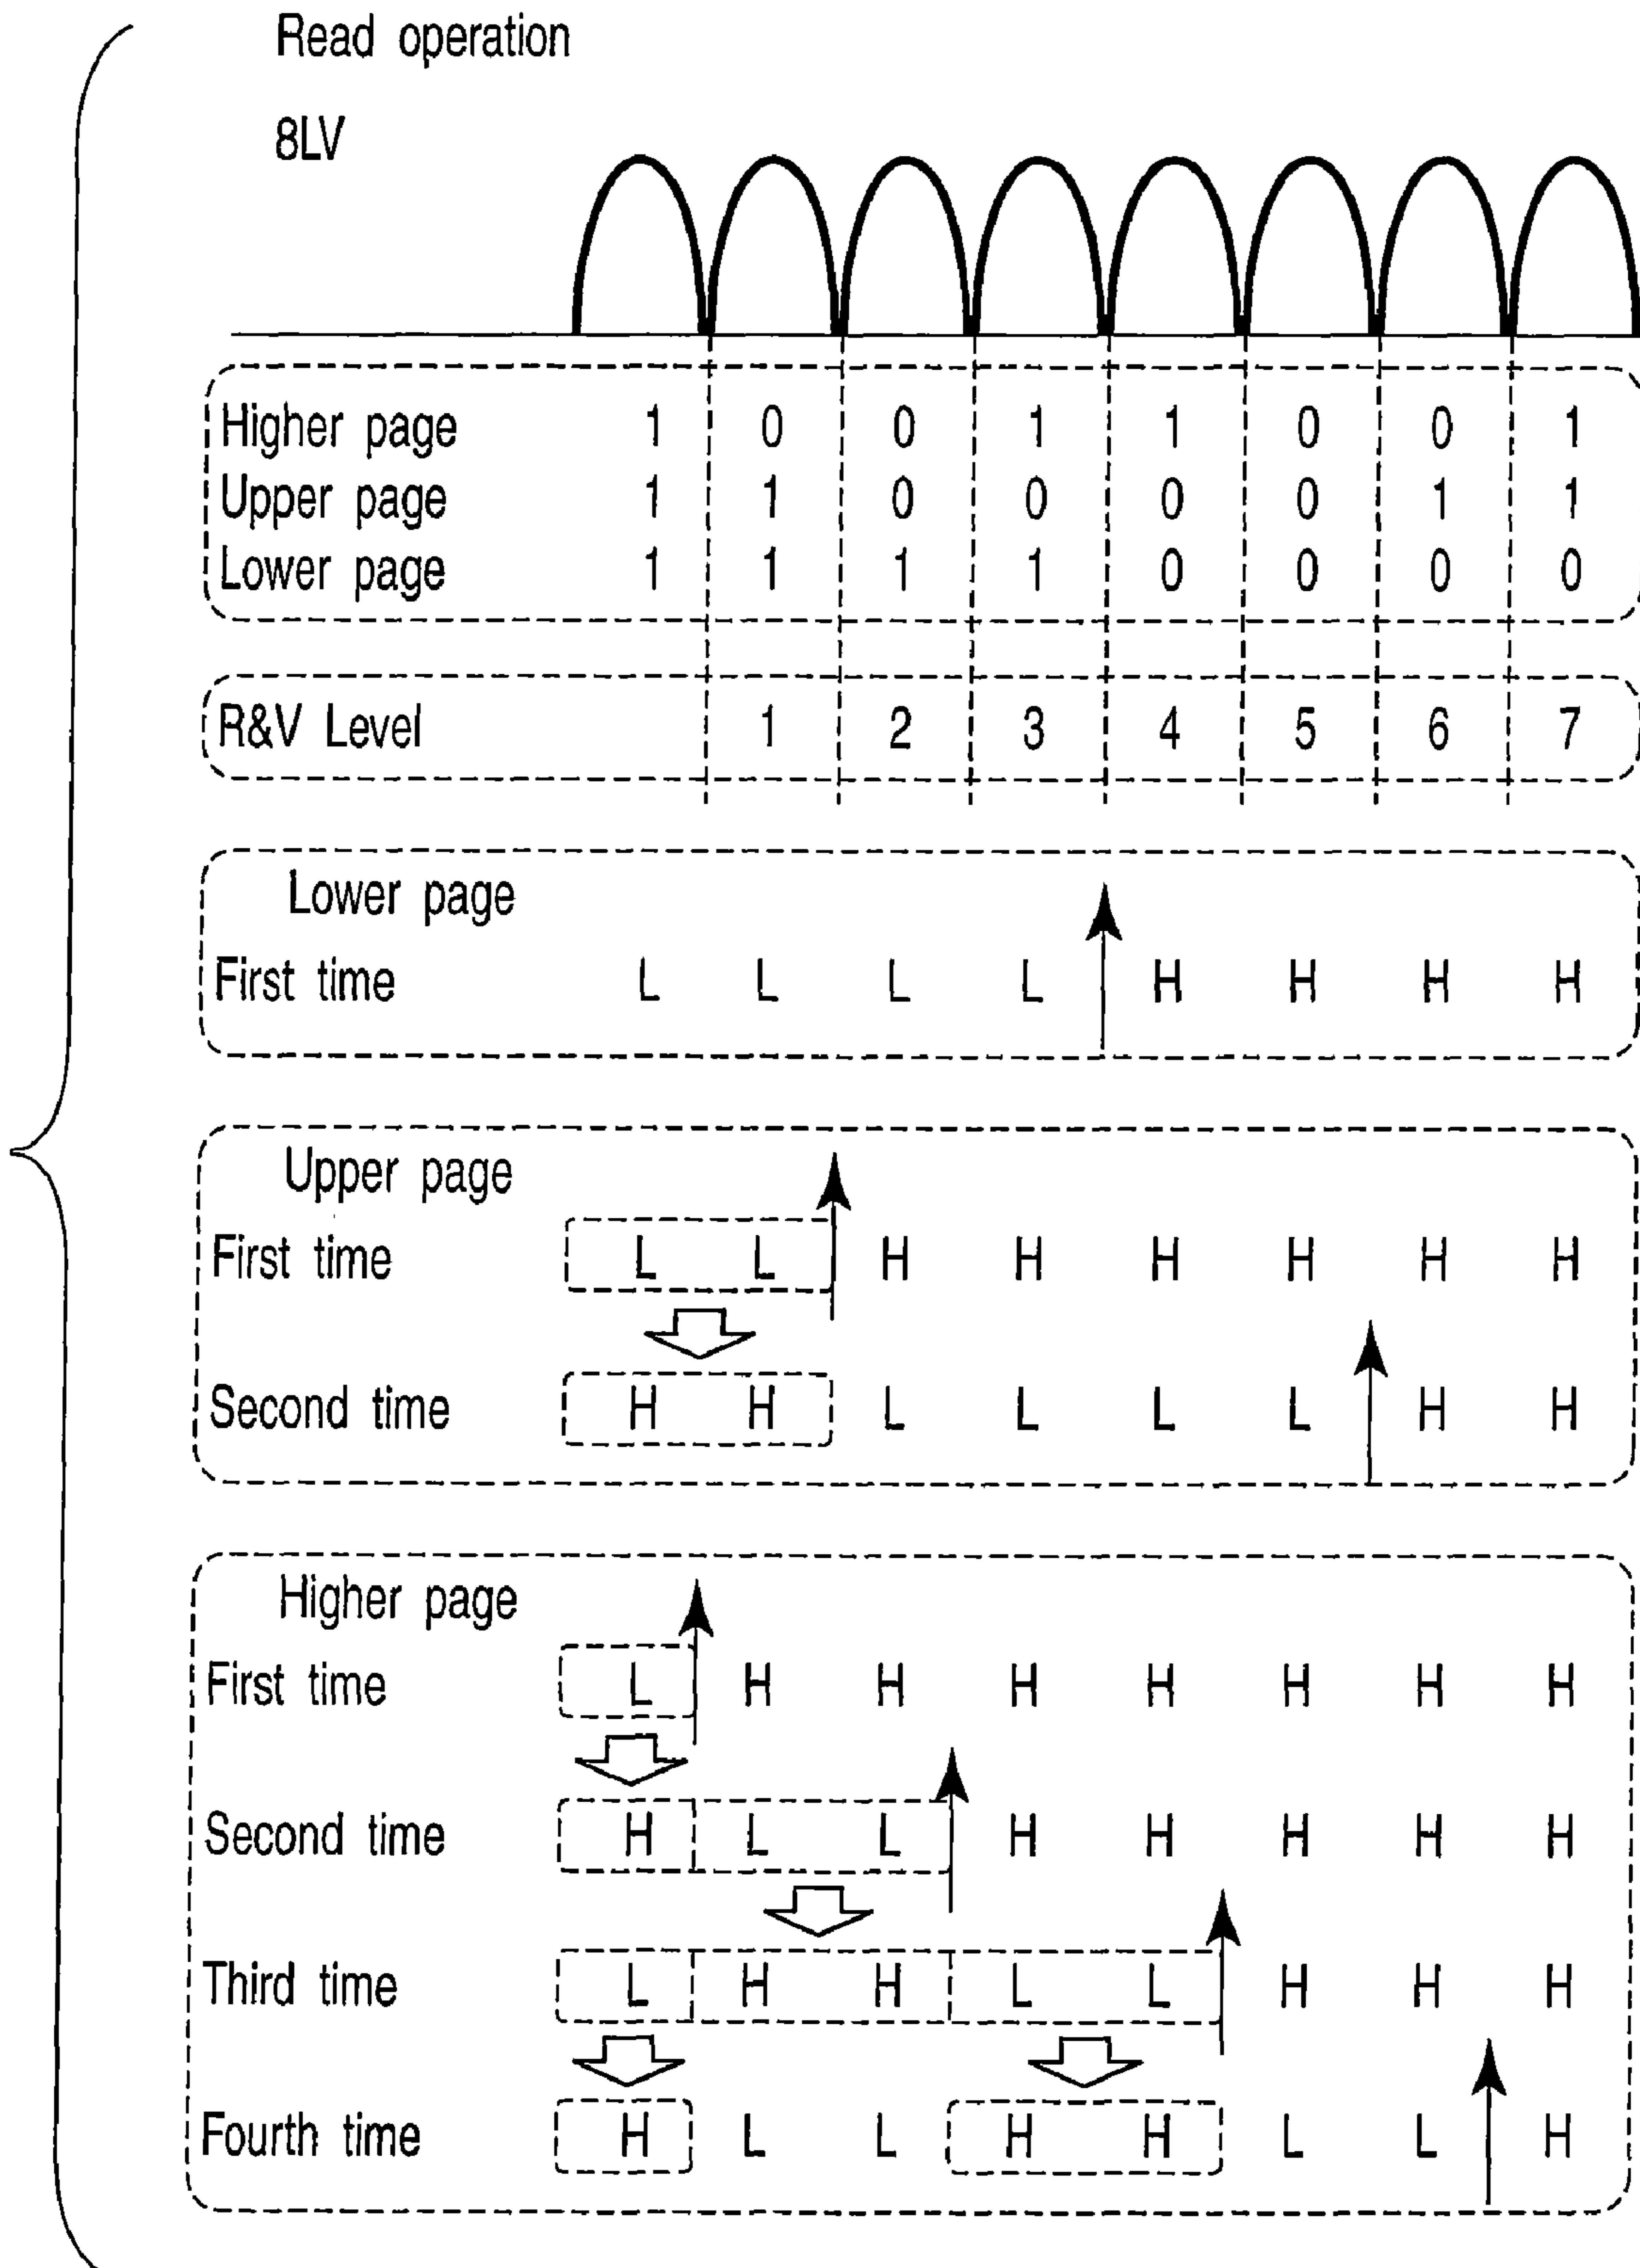 Read operation
8LV
Higher page 1 0 0 1 1 0 0 1
Upper page 1 1 0 0 0 0 1 1
Lower page 1 1 1 1 0 0 0 0
R&V Level 1 2 3 4 5 6 7
Lower page
First time L L L L H H H H
Upper page
First time L L H H H H H H
Second time H H L L L L H H
Higher page
First time L H H H H H H H
Second time H L L H H H H H
Third time L H H L L H H H
Fourth time H L L H H L L H